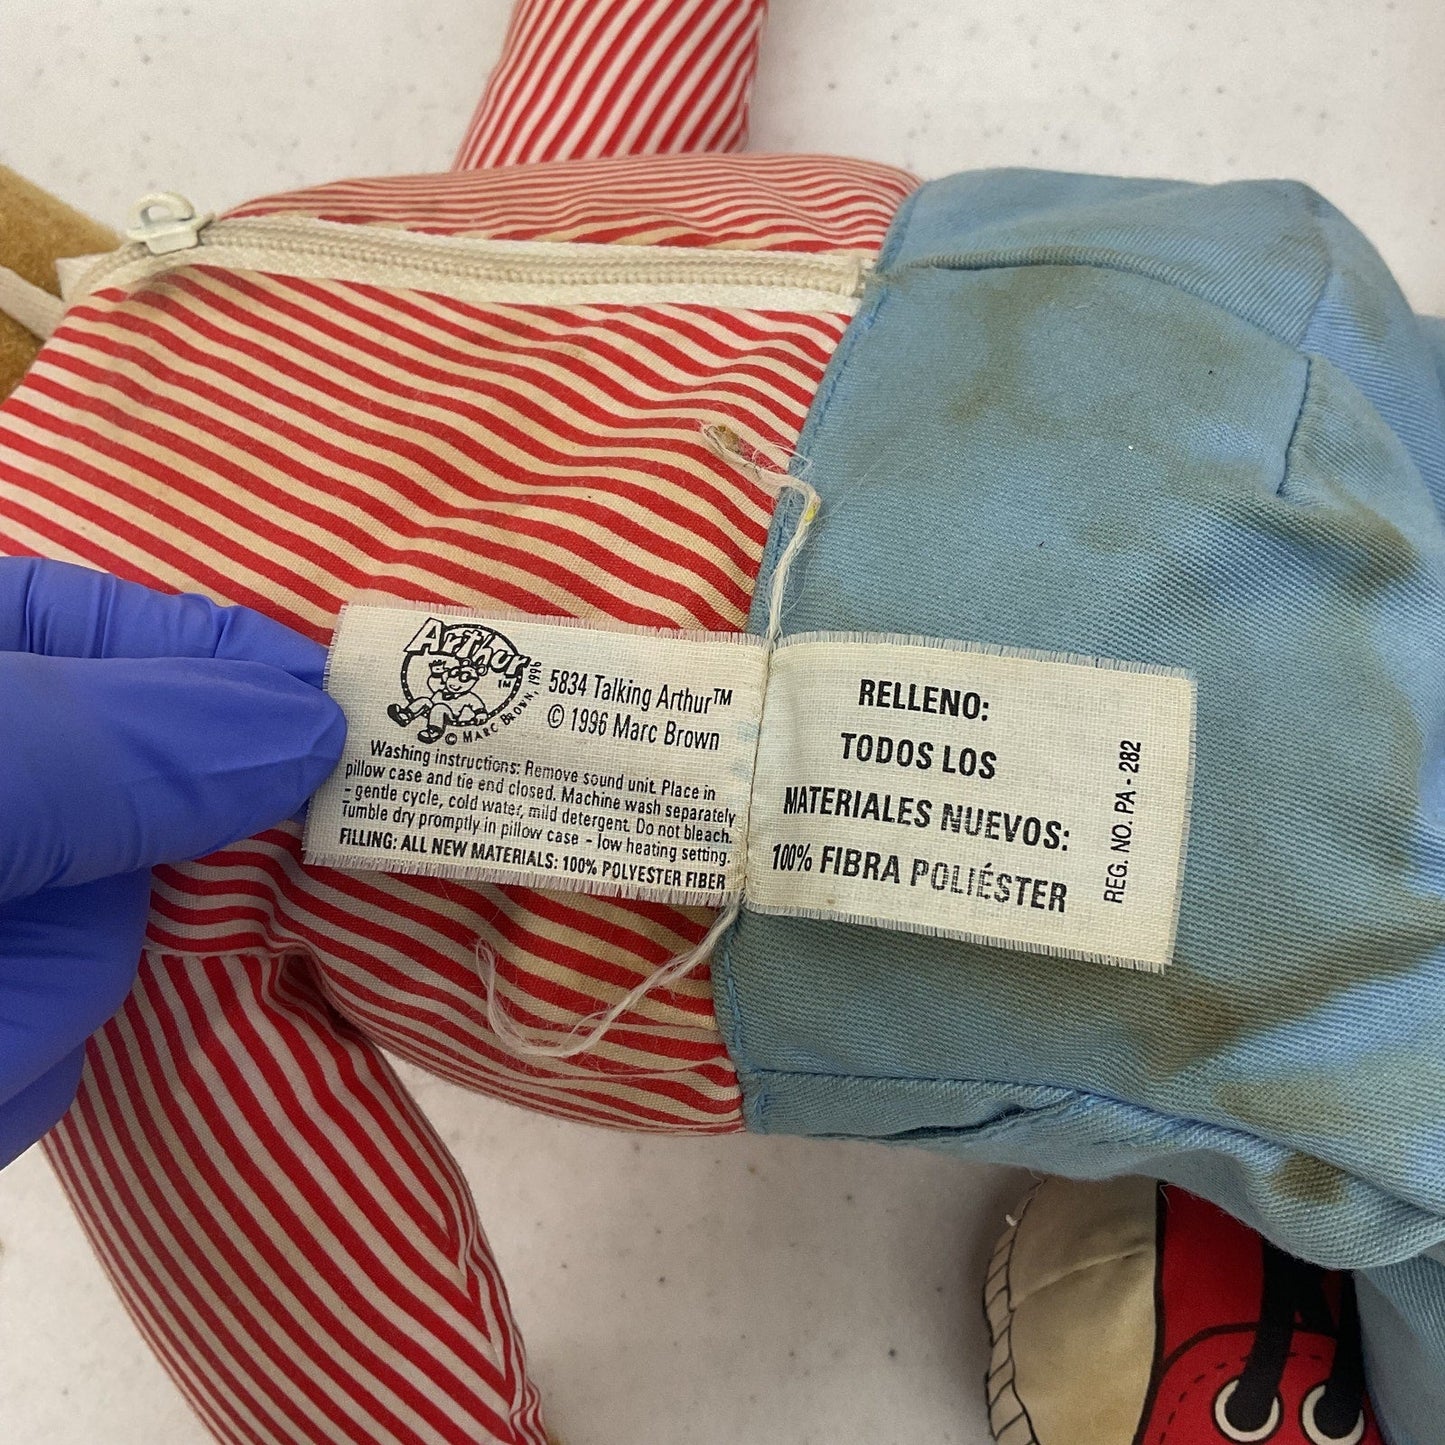 Arthur™
© MARC BROWN, 1996
5834 Talking Arthur™
© 1996 Marc Brown
Washing instructions: Remove sound unit. Place in
pillow case and tie end closed. Machine wash separately
- gentle cycle, cold water, mild detergent. Do not bleach.
Tumble dry promptly in pillow case - low heating setting.
FILLING: ALL NEW MATERIALS: 100% POLYESTER FIBER
RELLENO:
TODOS LOS
MATERIALES NUEVOS:
100% FIBRA POLIÉSTER
REG. NO. PA - 282